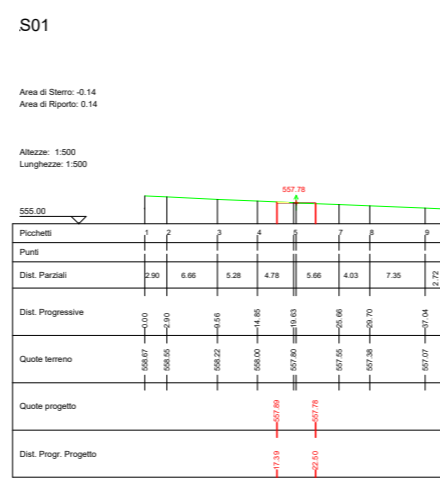 S01
Area di Sterro: -0.14
Area di Riporto: 0.14
Altezze: 1:500
Lunghezze: 1:500
557.78
555.00
Picchetti 1 2 3 4 5 7 8 9
Punti
Dist. Parziali 2.90 6.66 5.28 4.78 5.66 4.03 7.35 2.72
Dist. Progressive 0.00 2.90 9.56 14.85 19.63 25.66 29.70 37.04
Quote terreno 558.67 558.55 558.22 558.00 557.80 557.55 557.38 557.07
Quote progetto 557.89 557.78
Dist. Progr. Progetto 17.39 22.50